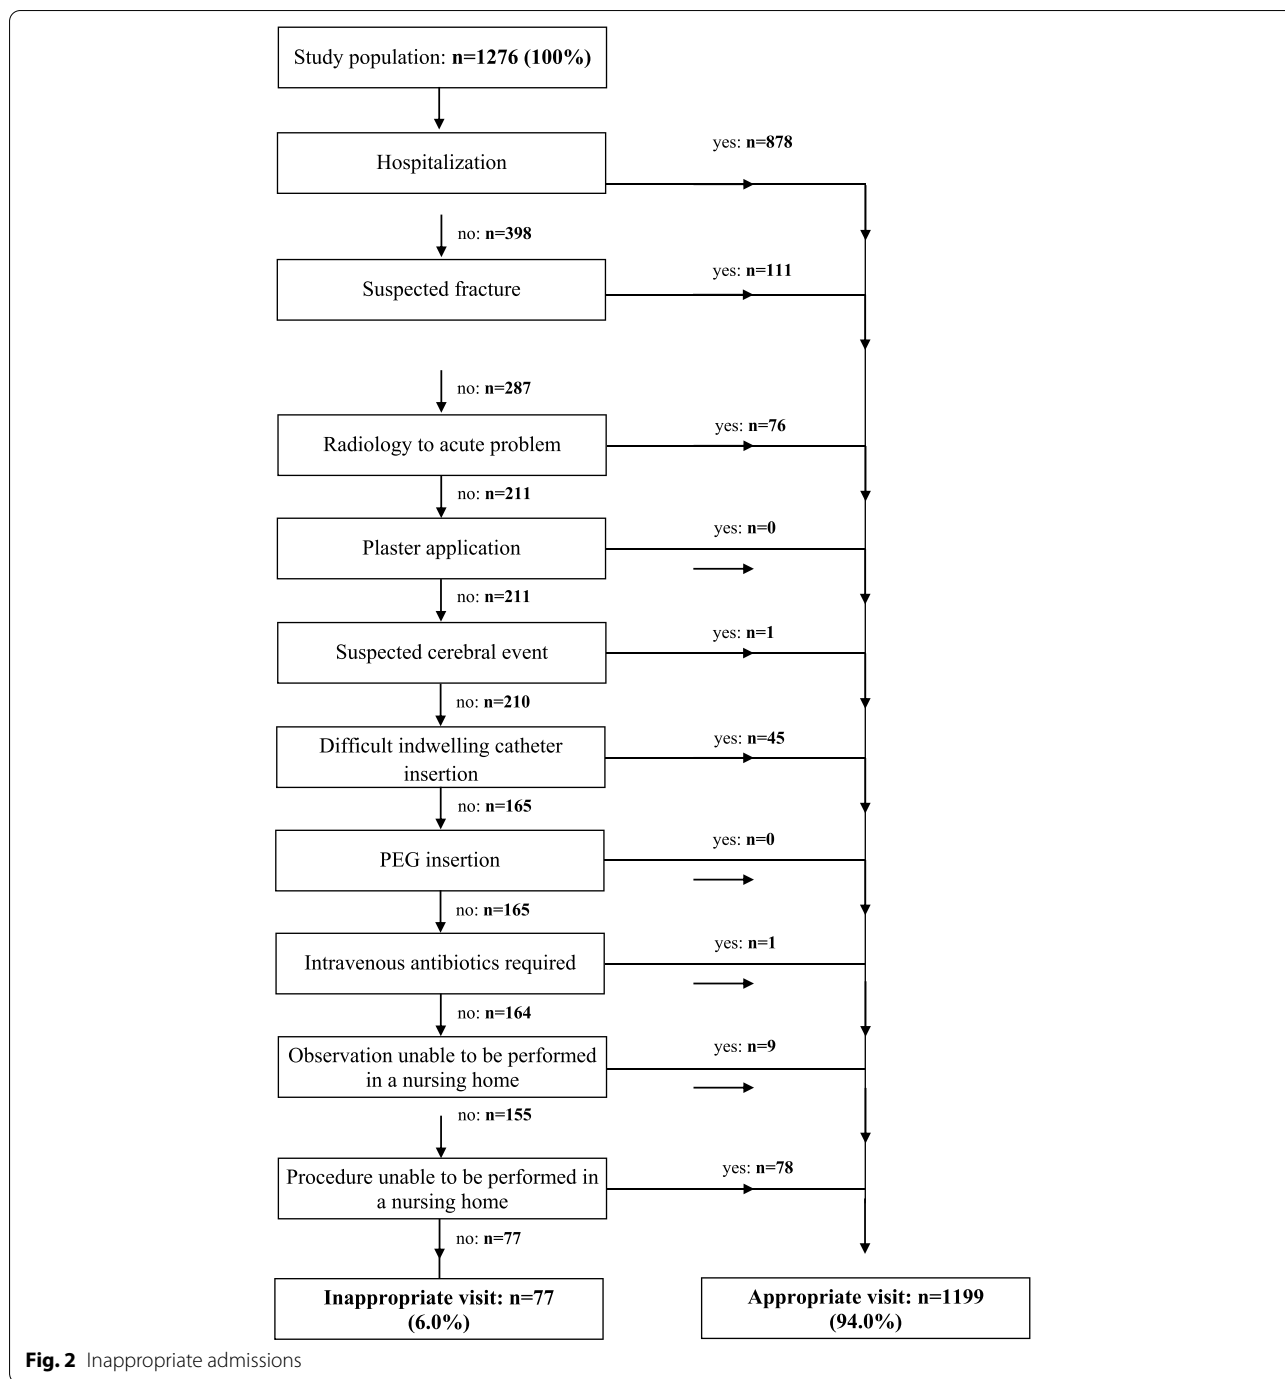 Study population: n=1276 (100%)
Hospitalization
yes: n=878
no: n=398
Suspected fracture
yes: n=111
no: n=287
Radiology to acute problem
yes: n=76
no: n=211
Plaster application
yes: n=0
no: n=211
Suspected cerebral event
yes: n=1
no: n=210
Difficult indwelling catheter
insertion
yes: n=45
no: n=165
PEG insertion
yes: n=0
no: n=165
Intravenous antibiotics required
yes: n=1
no: n=164
Observation unable to be performed
in a nursing home
yes: n=9
no: n=155
Procedure unable to be performed in
a nursing home
yes: n=78
no: n=77
Inappropriate visit: n=77
(6.0%)
Appropriate visit: n=1199
(94.0%)
Fig. 2 Inappropriate admissions